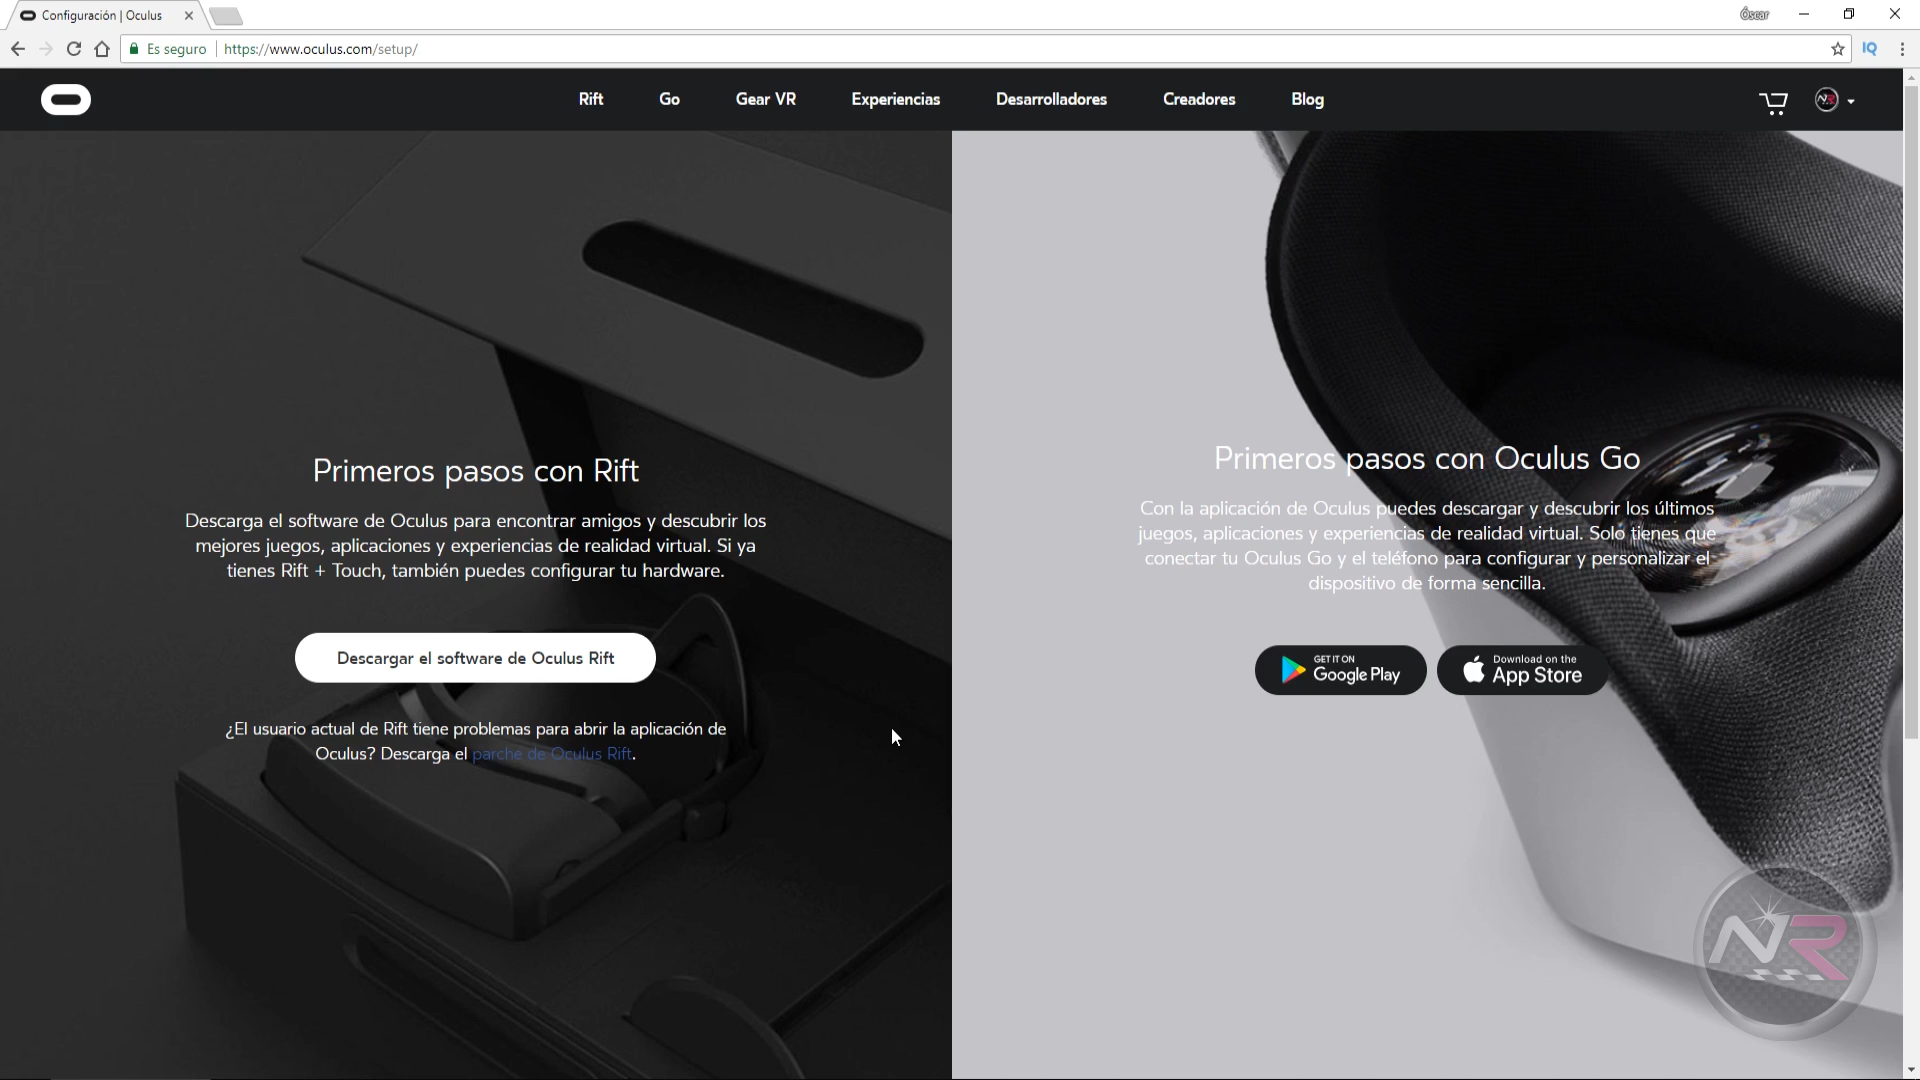 Configuración | Oculus
Óscar
Es seguro
https://www.oculus.com/setup/
IQ
Rift
Go
Gear VR
Experiencias
Desarrolladores
Creadores
Blog
NR
Primeros pasos con Rift
Descarga el software de Oculus para encontrar amigos y descubrir los
mejores juegos, aplicaciones y experiencias de realidad virtual. Si ya
tienes Rift + Touch, también puedes configurar tu hardware.
Descargar el software de Oculus Rift
¿El usuario actual de Rift tiene problemas para abrir la aplicación de
Oculus? Descarga el parche de Oculus Rift.
Primeros pasos con Oculus Go
Con la aplicación de Oculus puedes descargar y descubrir los últimos
juegos, aplicaciones y experiencias de realidad virtual. Solo tienes que
conectar tu Oculus Go y el teléfono para configurar y personalizar el
dispositivo de forma sencilla.
GET IT ON
Google Play
Download on the
App Store
NR